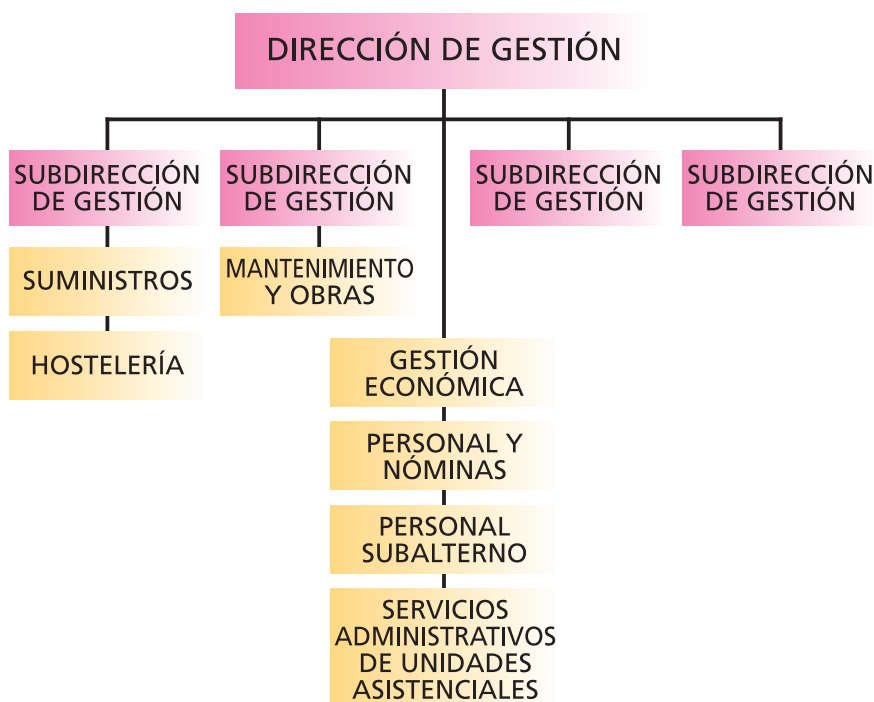 DIRECCIÓN DE GESTIÓN
SUBDIRECCIÓN
DE GESTIÓN
SUBDIRECCIÓN
DE GESTIÓN
SUBDIRECCIÓN
DE GESTIÓN
SUBDIRECCIÓN
DE GESTIÓN
SUMINISTROS
MANTENIMIENTO
Y OBRAS
HOSTELERÍA
GESTIÓN
ECONÓMICA
PERSONAL Y
NÓMINAS
PERSONAL
SUBALTERNO
SERVICIOS
ADMINISTRATIVOS
DE UNIDADES
ASISTENCIALES